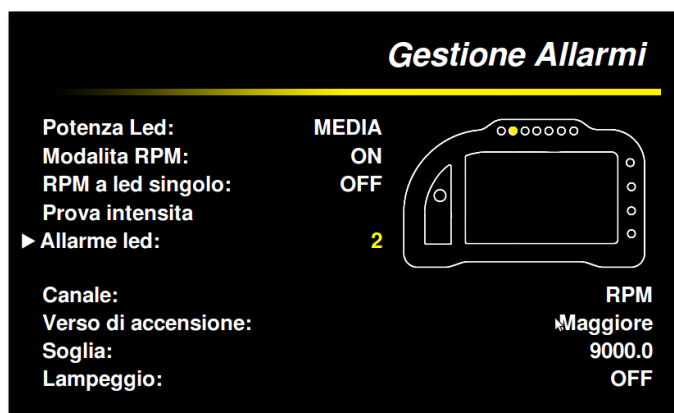 Gestione Allarmi
Potenza Led: MEDIA
Modalita RPM: ON
RPM a led singolo: OFF
Prova intensita
Allarme led: 2
Canale: RPM
Verso di accensione: Maggiore
Soglia: 9000.0
Lampeggio: OFF